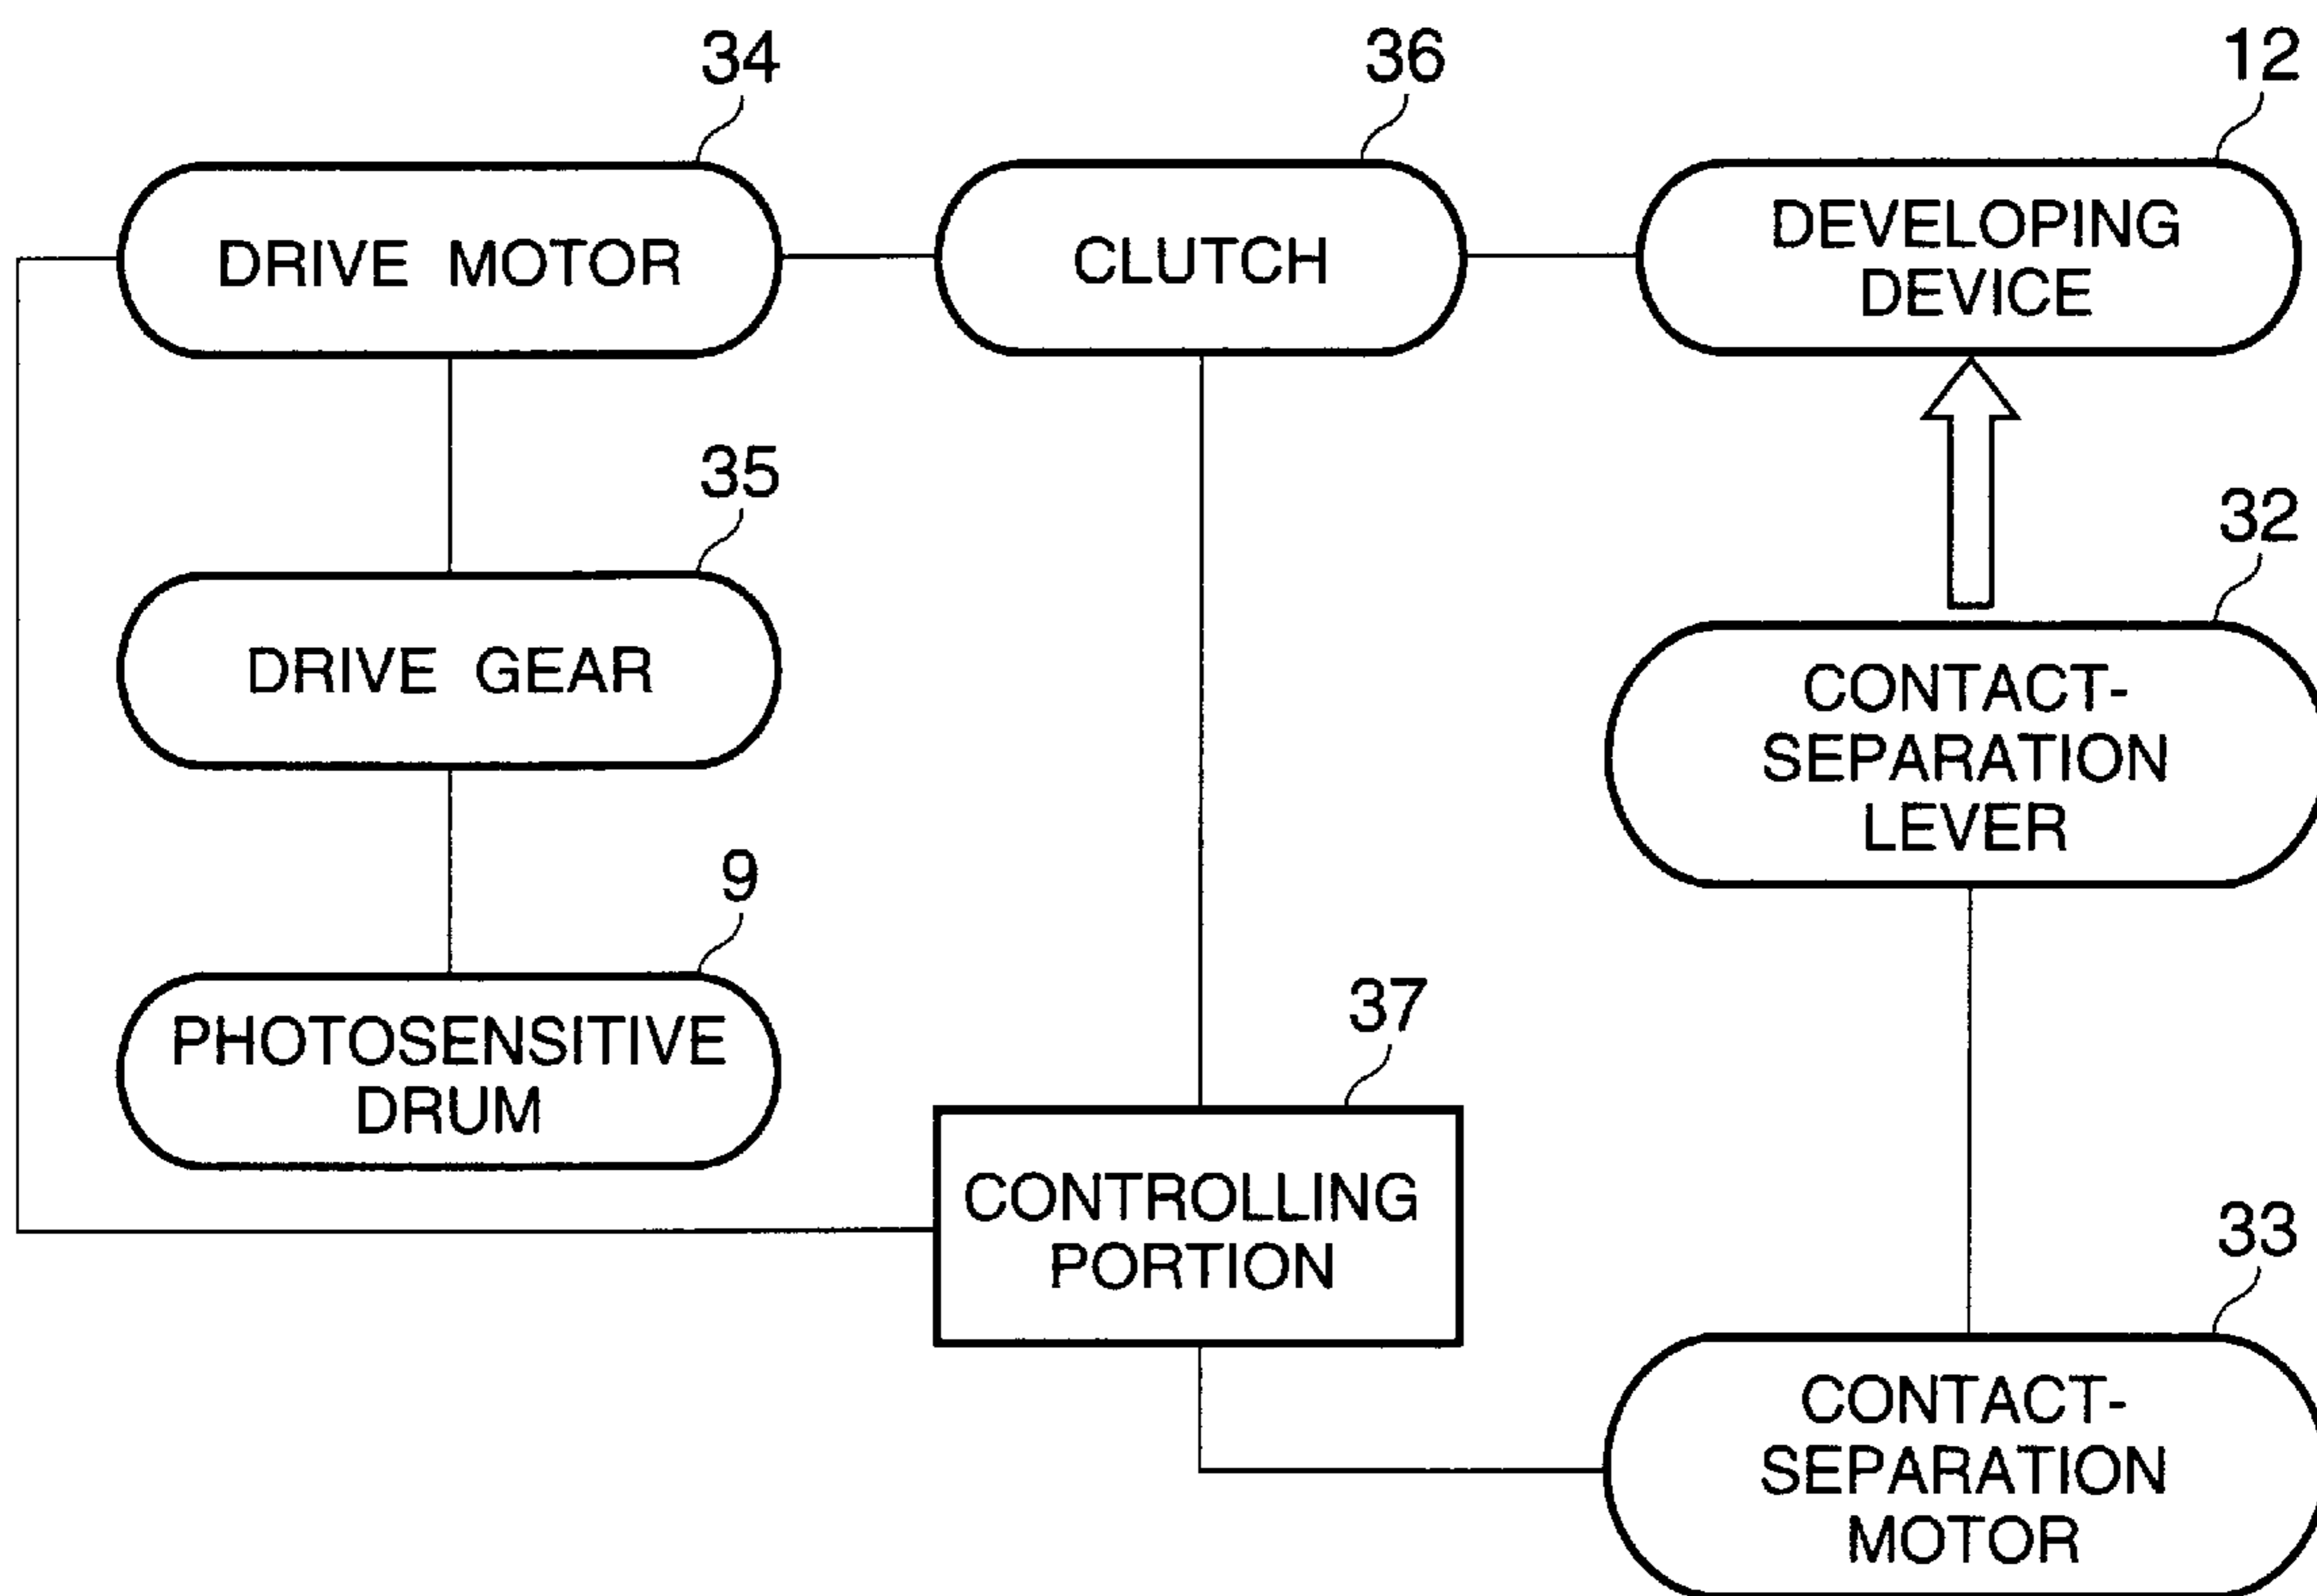 34
36
12
DRIVE MOTOR
CLUTCH
DEVELOPING
DEVICE
35
32
DRIVE GEAR
CONTACT-
SEPARATION
LEVER
9
PHOTOSENSITIVE
DRUM
37
CONTROLLING
PORTION
33
CONTACT-
SEPARATION
MOTOR